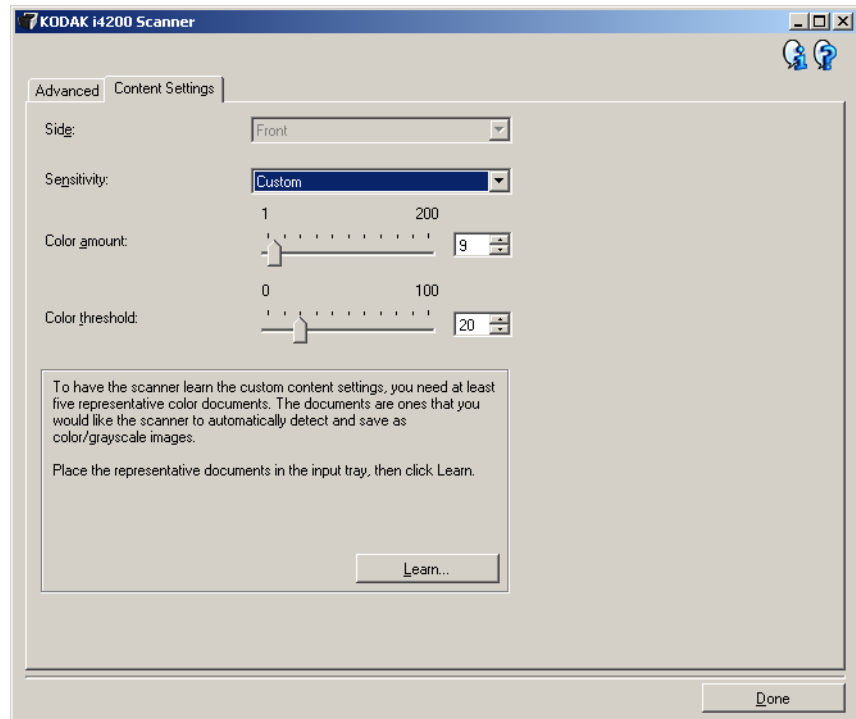 KODAK i4200 Scanner
Advanced
Content Settings
Side:
Front
Sensitivity:
Custom
1 200
Color amount:
9
0 100
Color threshold:
20
To have the scanner learn the custom content settings, you need at least
five representative color documents. The documents are ones that you
would like the scanner to automatically detect and save as
color/grayscale images.
Place the representative documents in the input tray, then click Learn.
Learn...
Done